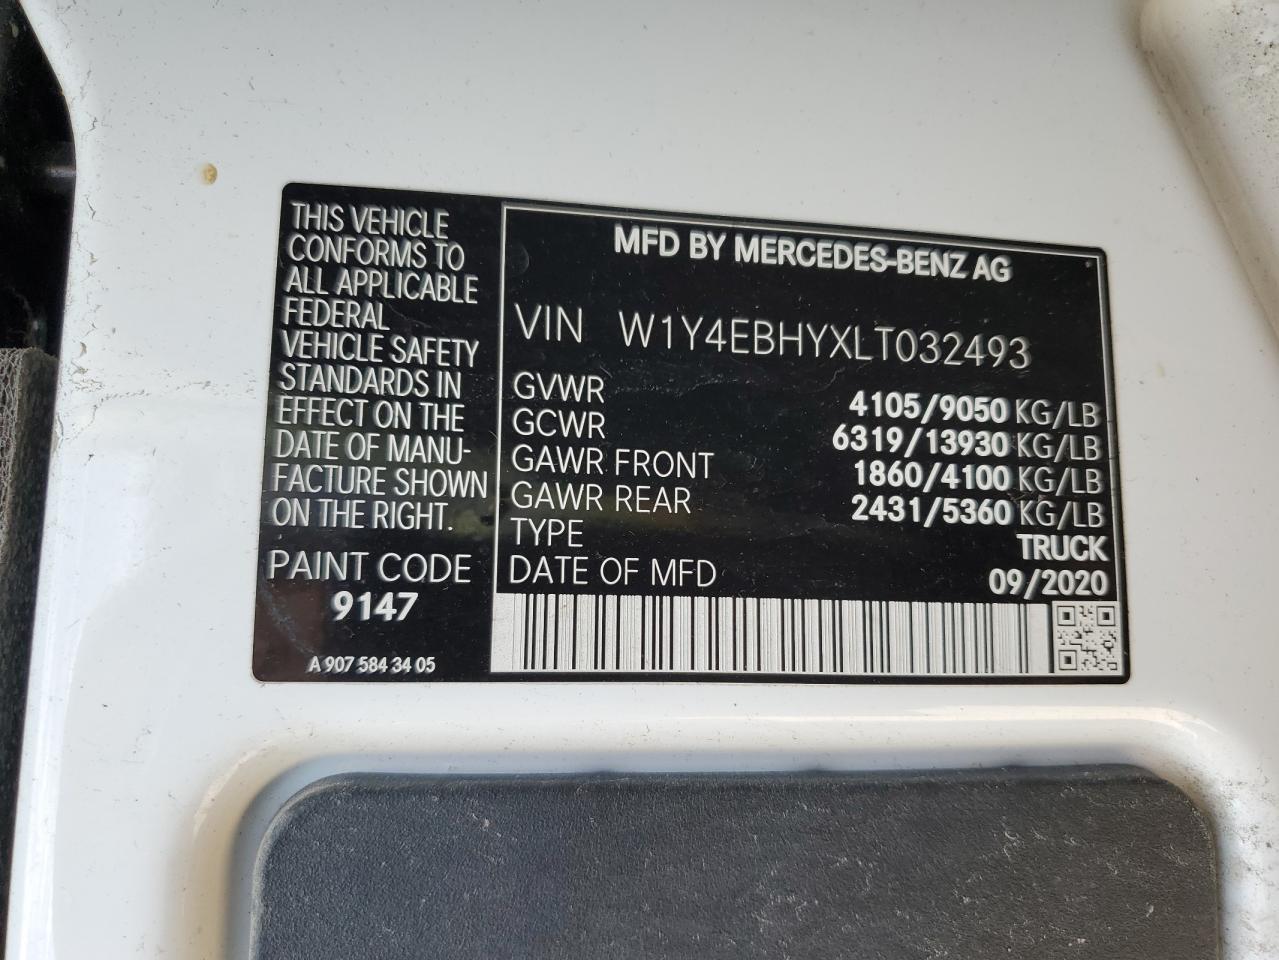 THIS VEHICLE
CONFORMS TO
ALL APPLICABLE
FEDERAL
VEHICLE SAFETY
STANDARDS IN
EFFECT ON THE
DATE OF MANU-
FACTURE SHOWN
ON THE RIGHT.
PAINT CODE
9147
A 907 584 34 05
MFD BY MERCEDES-BENZ AG
VIN W1Y4EBHYXLT032493
GVWR 4105/9050 KG/LB
GCWR 6319/13930 KG/LB
GAWR FRONT 1860/4100 KG/LB
GAWR REAR 2431/5360 KG/LB
TYPE TRUCK
DATE OF MFD 09/2020